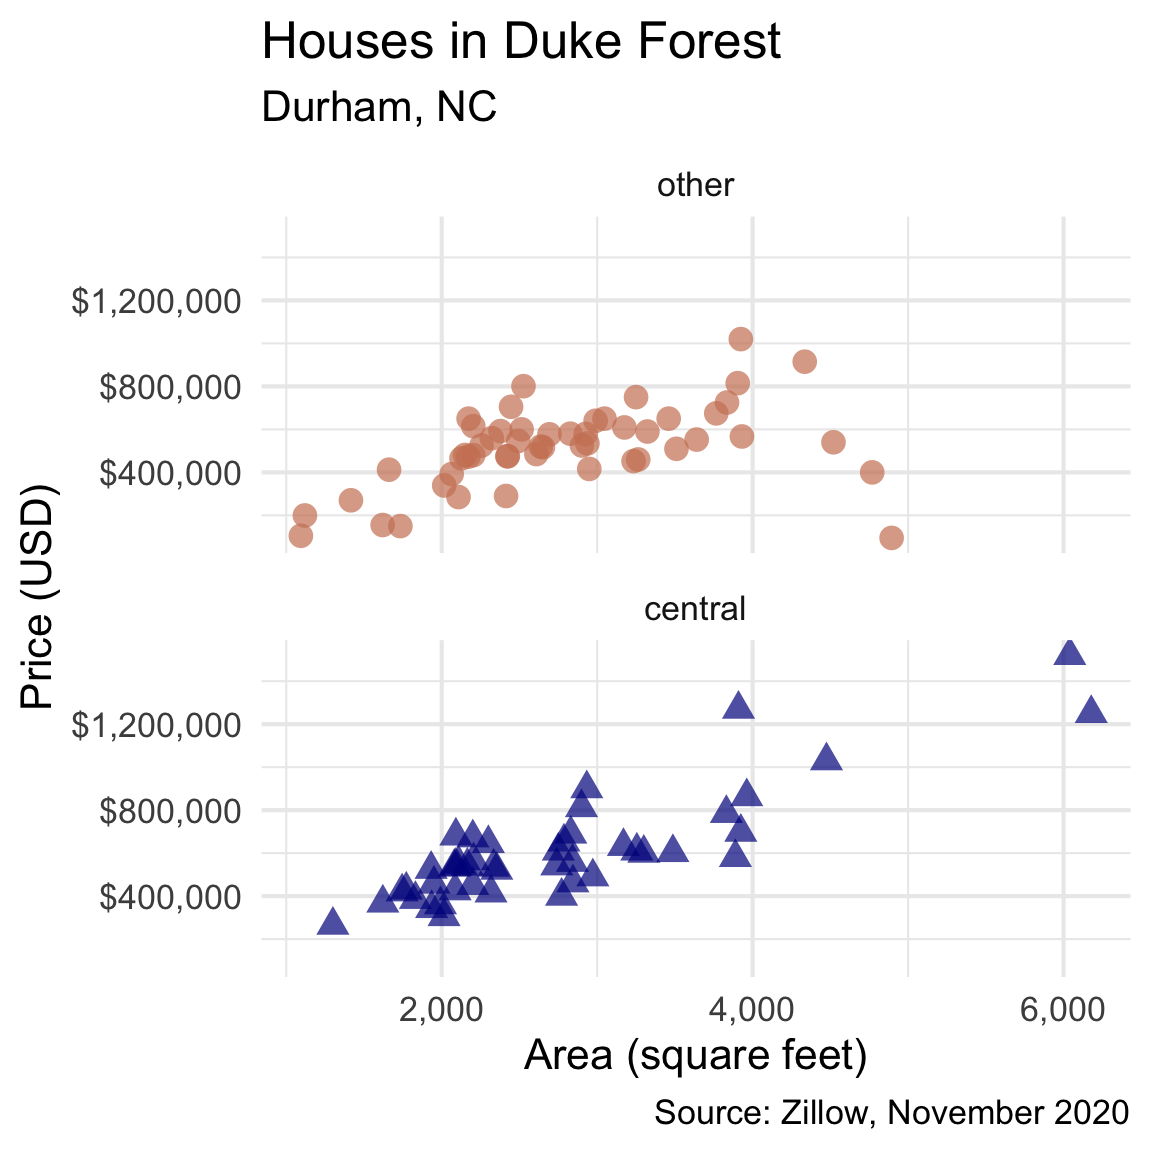 Houses in Duke Forest
Durham, NC
other
$1,200,000
$800,000
$400,000
Price (USD)
central
$1,200,000
$800,000
$400,000
2,000 4,000 6,000
Area (square feet)
Source: Zillow, November 2020